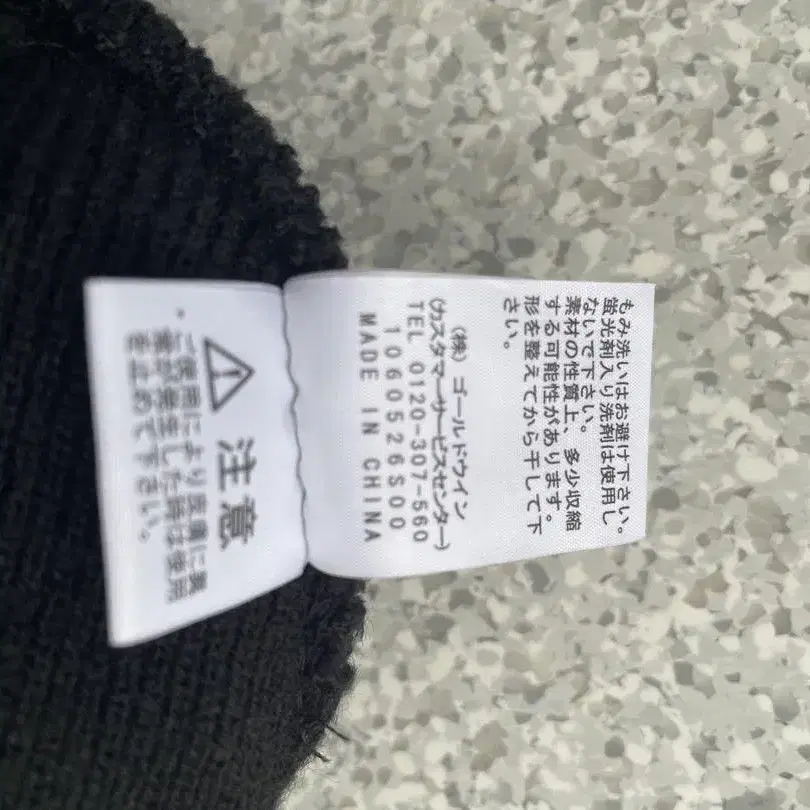 もみ洗いはお避け下さい。
蛍光剤入り洗剤は使用し
ないで下さい。
素材の性質上、多少収縮
する可能性があります。
形を整えてから干して下
さい。
(株) ゴールドウイン
(カスタマーサービスセンター)
TEL 0120-307-560
1060526S00
MADE IN CHINA
注意
ご使用により皮膚に異
常が発生した時は使用
を止めて下さい。